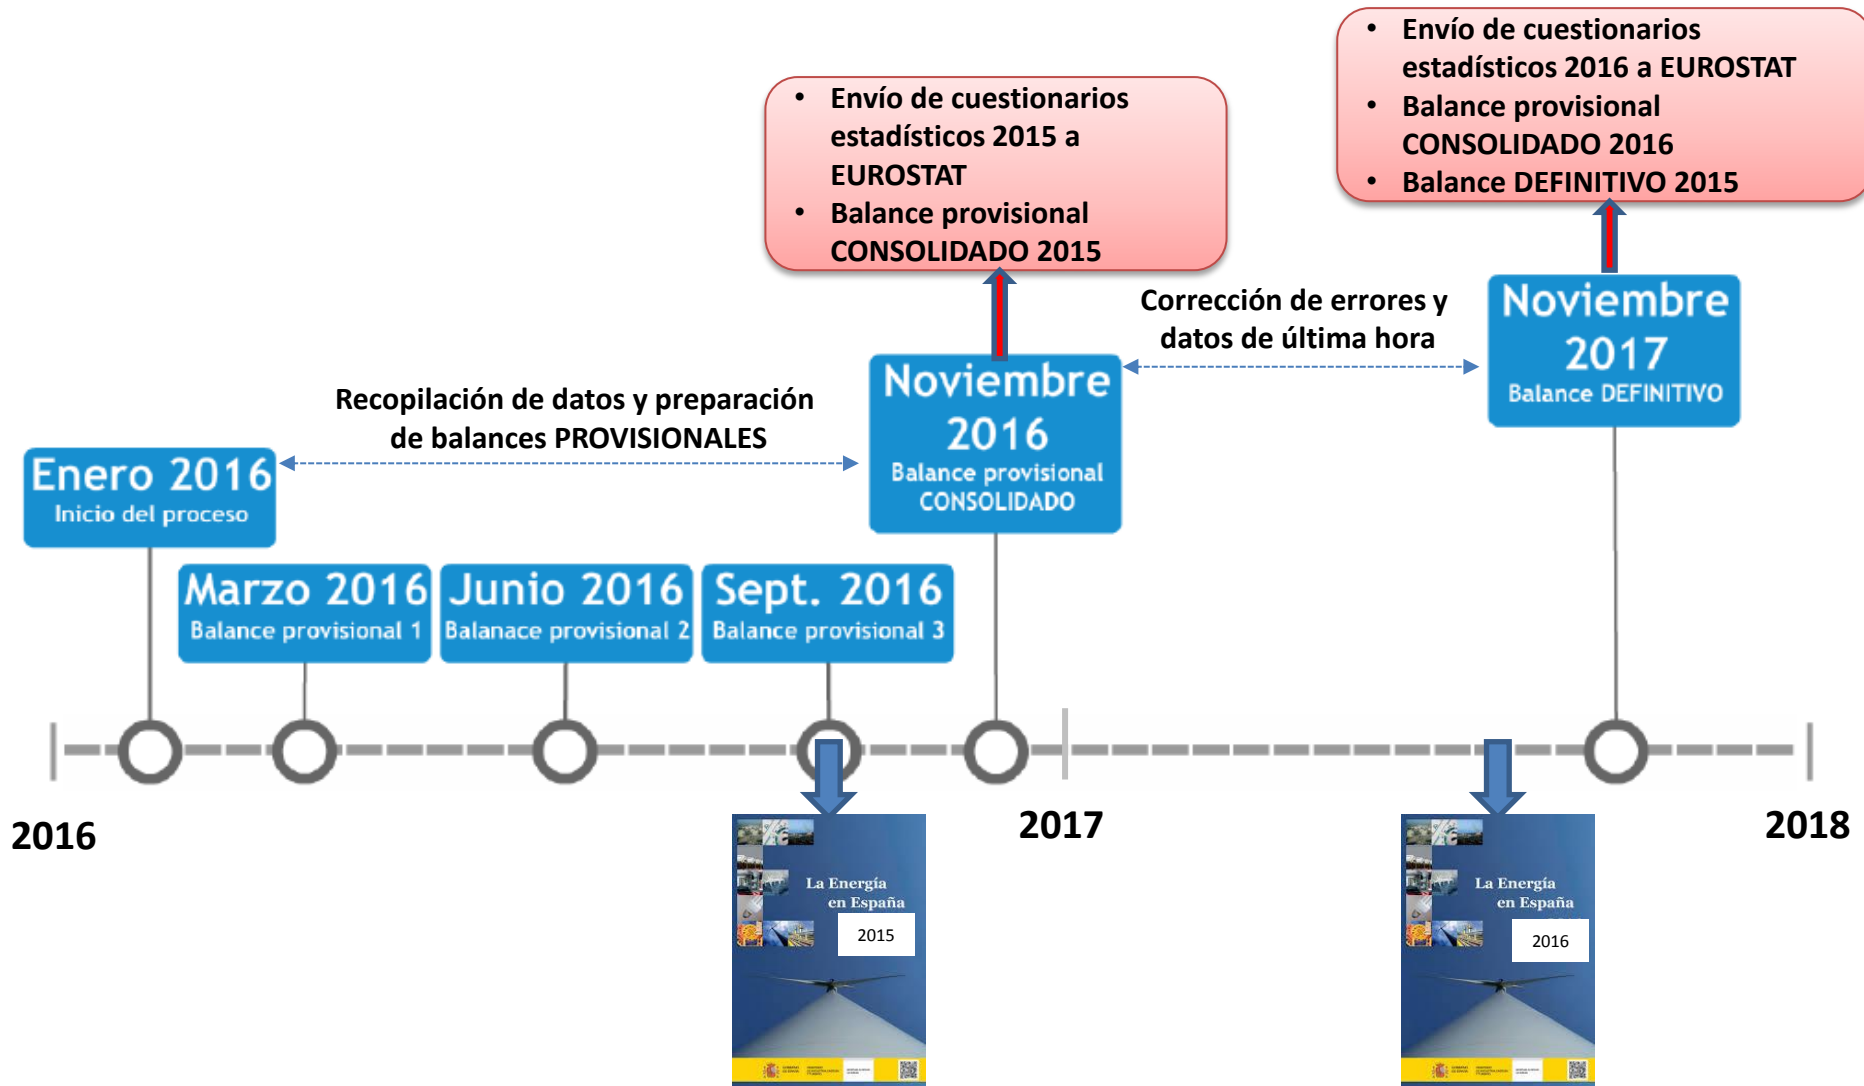 • Envío de cuestionarios
estadísticos 2016 a EUROSTAT
• Balance provisional
CONSOLIDADO 2016
• Balance DEFINITIVO 2015
• Envío de cuestionarios
estadísticos 2015 a
EUROSTAT
• Balance provisional
CONSOLIDADO 2015
Corrección de errores y
datos de última hora
Noviembre
2017
Balance DEFINITIVO
Recopilación de datos y preparación
de balances PROVISIONALES
Noviembre
2016
Balance provisional
CONSOLIDADO
Enero 2016
Inicio del proceso
Marzo 2016
Balance provisional 1
Junio 2016
Balanace provisional 2
Sept. 2016
Balance provisional 3
2016
2017
2018
La Energía
en España
2015
La Energía
en España
2016